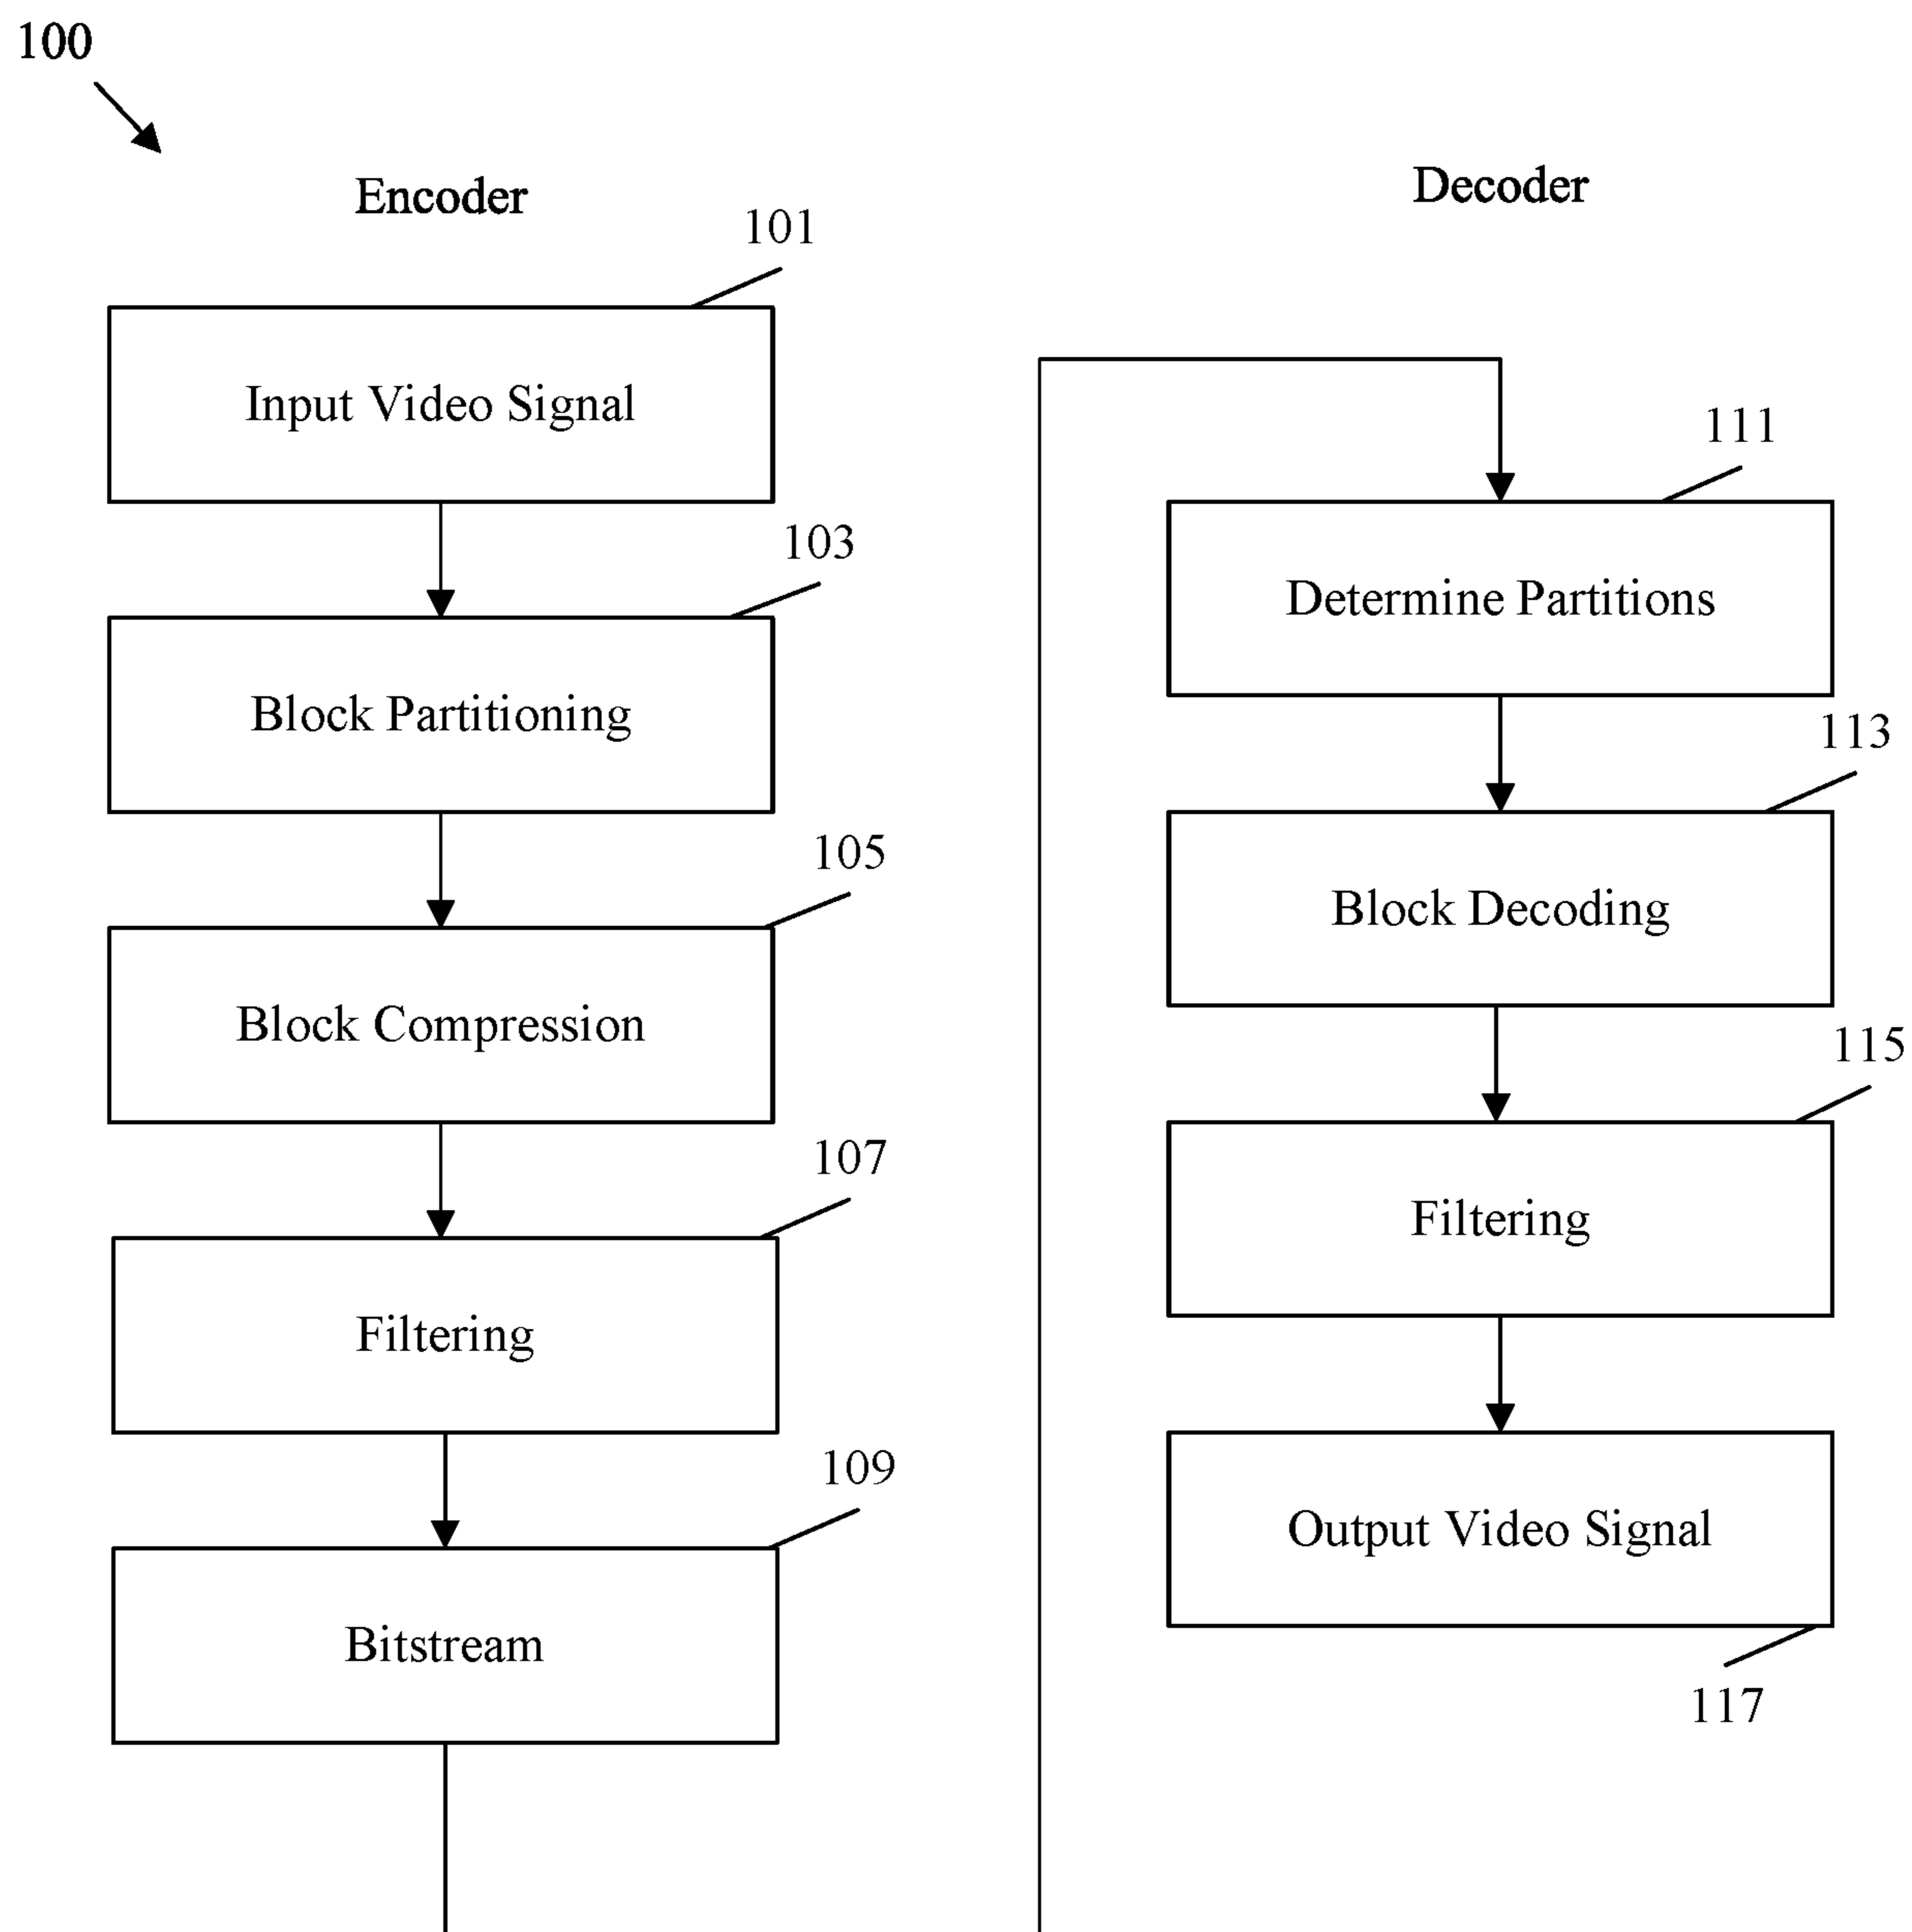 100
Encoder
101
Input Video Signal
103
Block Partitioning
105
Block Compression
107
Filtering
109
Bitstream
Decoder
111
Determine Partitions
113
Block Decoding
115
Filtering
Output Video Signal
117